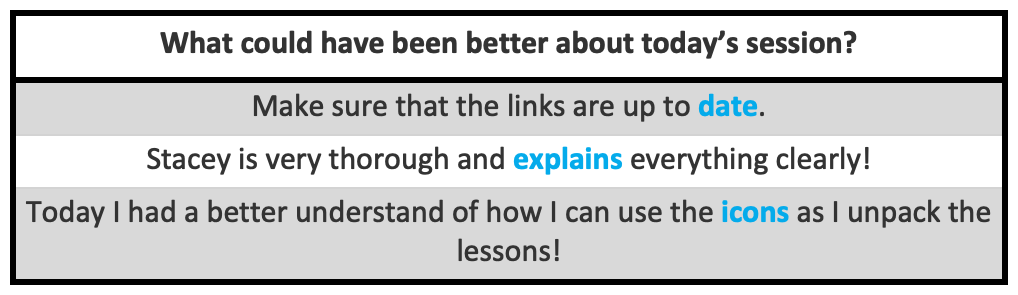 What could have been better about today’s session?
Make sure that the links are up to date.
Stacey is very thorough and explains everything clearly!
Today I had a better understand of how I can use the icons as I unpack the
lessons!